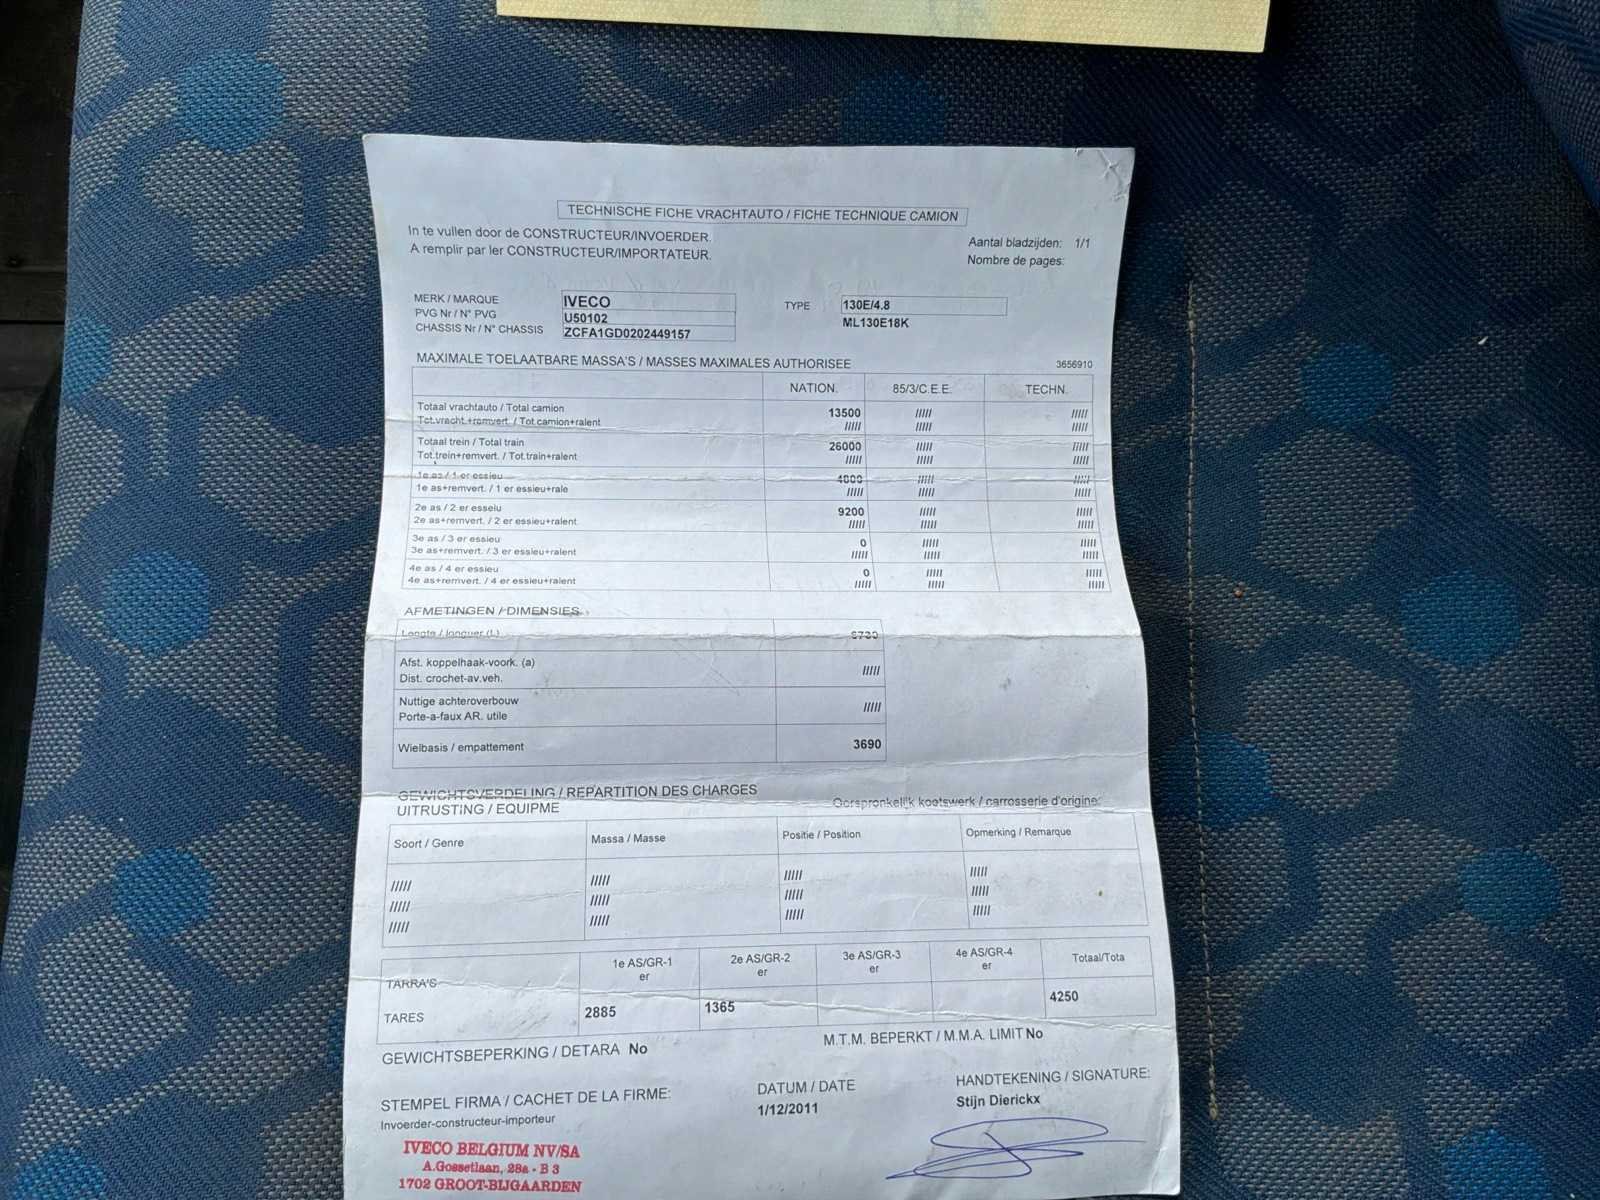 TECHNISCHE FICHE VRACHTAUTO / FICHE TECHNIQUE CAMION
In te vullen door de CONSTRUCTEUR/INVOERDER.
A remplir par ler CONSTRUCTEUR/IMPORTATEUR.
Aantal bladzijden: 1/1
Nombre de pages:
MERK / MARQUE IVECO TYPE 130E/4.8
PVG Nr / N° PVG U50102 ML130E18K
CHASSIS Nr / N° CHASSIS ZCFA1GD0202449157
MAXIMALE TOELAATBARE MASSA'S / MASSES MAXIMALES AUTHORISEE 3656910
NATION. 85/3/C.E.E. TECHN.
Totaal vrachtauto / Total camion 13500 ///// /////
Tot.vracht.+remvert. / Tot.camion+ralent ///// ///// /////
Totaal trein / Total train 26000 ///// /////
Tot.trein+remvert. / Tot.train+ralent ///// ///// /////
1e as / 1 er essieu 4800 ///// /////
1e as+remvert. / 1 er essieu+rale ///// ///// /////
2e as / 2 er esseiu 9200 ///// /////
2e as+remvert. / 2 er essieu+ralent ///// ///// /////
3e as / 3 er essieu 0 ///// /////
3e as+remvert. / 3 er essieu+ralent ///// ///// /////
4e as / 4 er essieu 0 ///// /////
4e as+remvert. / 4 er essieu+ralent ///// ///// /////
AFMETINGEN / DIMENSIES
Lengte / longuer (L)
Afst. koppelhaak-voork. (a) /////
Dist. crochet-av.veh.
Nuttige achteroverbouw /////
Porte-a-faux AR. utile
Wielbasis / empattement 3690
GEWICHTSVERDELING / REPARTITION DES CHARGES
UITRUSTING / EQUIPME Oorspronkelijk koetswerk / carrosserie d'origine:
Soort / Genre Massa / Masse Positie / Position Opmerking / Remarque
///// ///// ///// /////
///// ///// ///// /////
///// ///// ///// /////
1e AS/GR-1 2e AS/GR-2 3e AS/GR-3 4e AS/GR-4 Totaal/Tota
er er er er
TARRA'S
TARES 2885 1365 4250
GEWICHTSBEPERKING / DETARA No M.T.M. BEPERKT / M.M.A. LIMIT No
STEMPEL FIRMA / CACHET DE LA FIRME: DATUM / DATE HANDTEKENING / SIGNATURE:
Invoerder-constructeur-importeur 1/12/2011 Stijn Dierickx
IVECO BELGIUM NV/SA
A.Gossetlaan, 28a - B 3
1702 GROOT-BIJGAARDEN